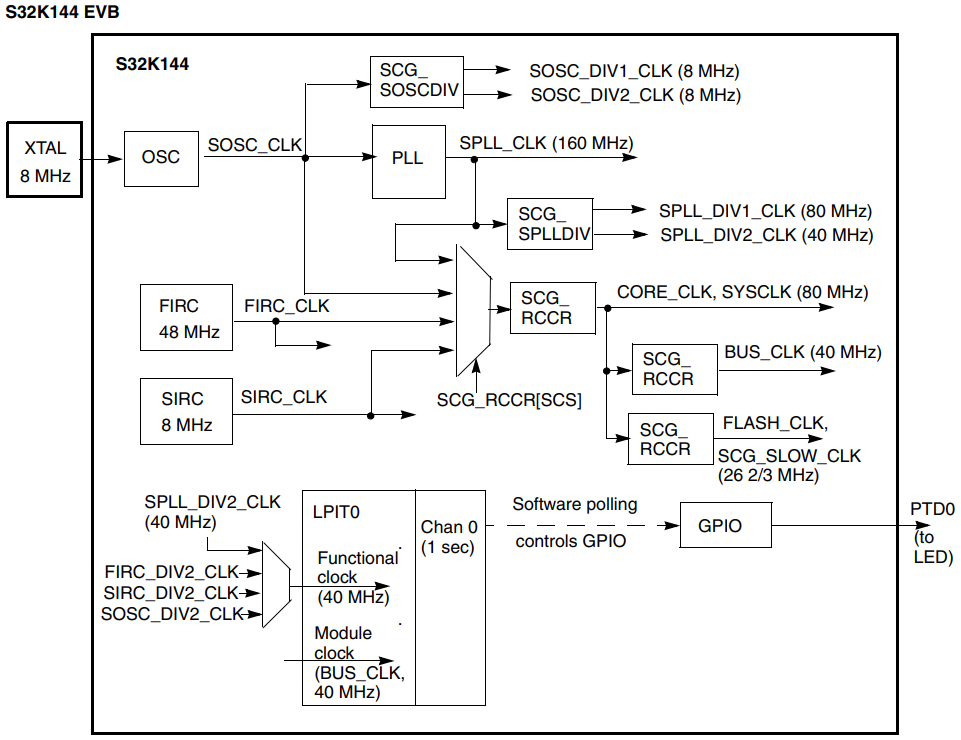 S32K144 EVB
S32K144
SCG_
SOSCDIV
SOSC_DIV1_CLK (8 MHz)
SOSC_DIV2_CLK (8 MHz)
XTAL
8 MHz
OSC
SOSC_CLK
PLL
SPLL_CLK (160 MHz)
SCG_
SPLLDIV
SPLL_DIV1_CLK (80 MHz)
SPLL_DIV2_CLK (40 MHz)
FIRC
48 MHz
FIRC_CLK
SCG_
RCCR
CORE_CLK, SYSCLK (80 MHz)
SCG_
RCCR
BUS_CLK (40 MHz)
SIRC
8 MHz
SIRC_CLK
SCG_RCCR[SCS]
SCG_
RCCR
FLASH_CLK,
SCG_SLOW_CLK
(26 2/3 MHz)
SPLL_DIV2_CLK
(40 MHz)
FIRC_DIV2_CLK
SIRC_DIV2_CLK
SOSC_DIV2_CLK
LPIT0
Functional
clock
(40 MHz)
Module
clock
(BUS_CLK,
40 MHz)
Chan 0
(1 sec)
Software polling
controls GPIO
GPIO
PTD0
(to
LED)